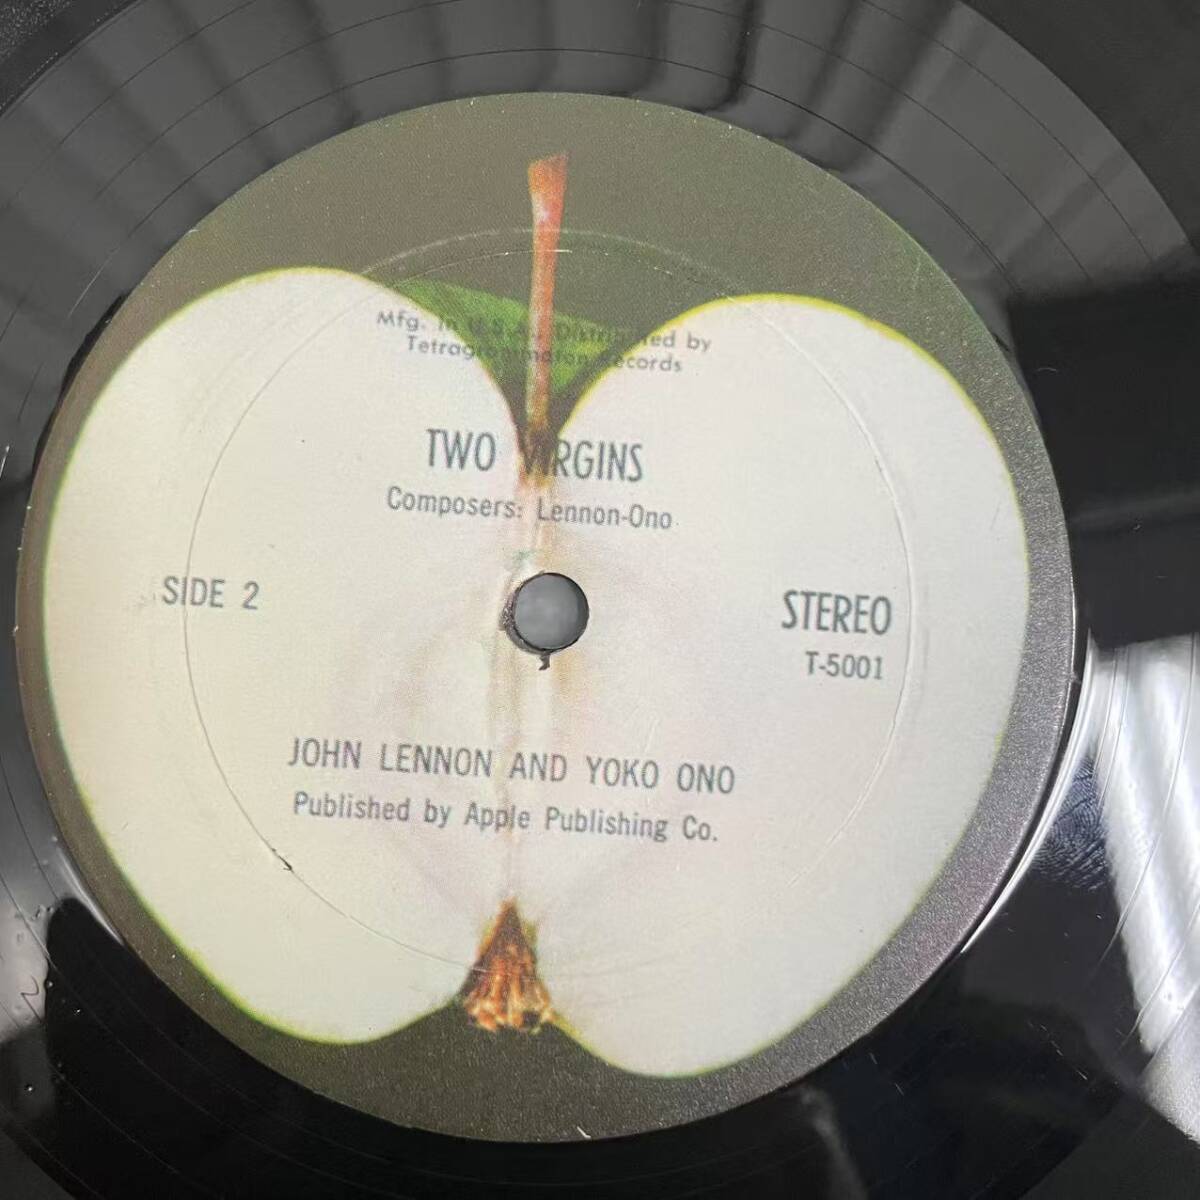 Mfg. In U.S.A. Distributed by
Tetragrammaton Records
TWO VIRGINS
Composers: Lennon-Ono
SIDE 2
STEREO
T-5001
JOHN LENNON AND YOKO ONO
Published by Apple Publishing Co.